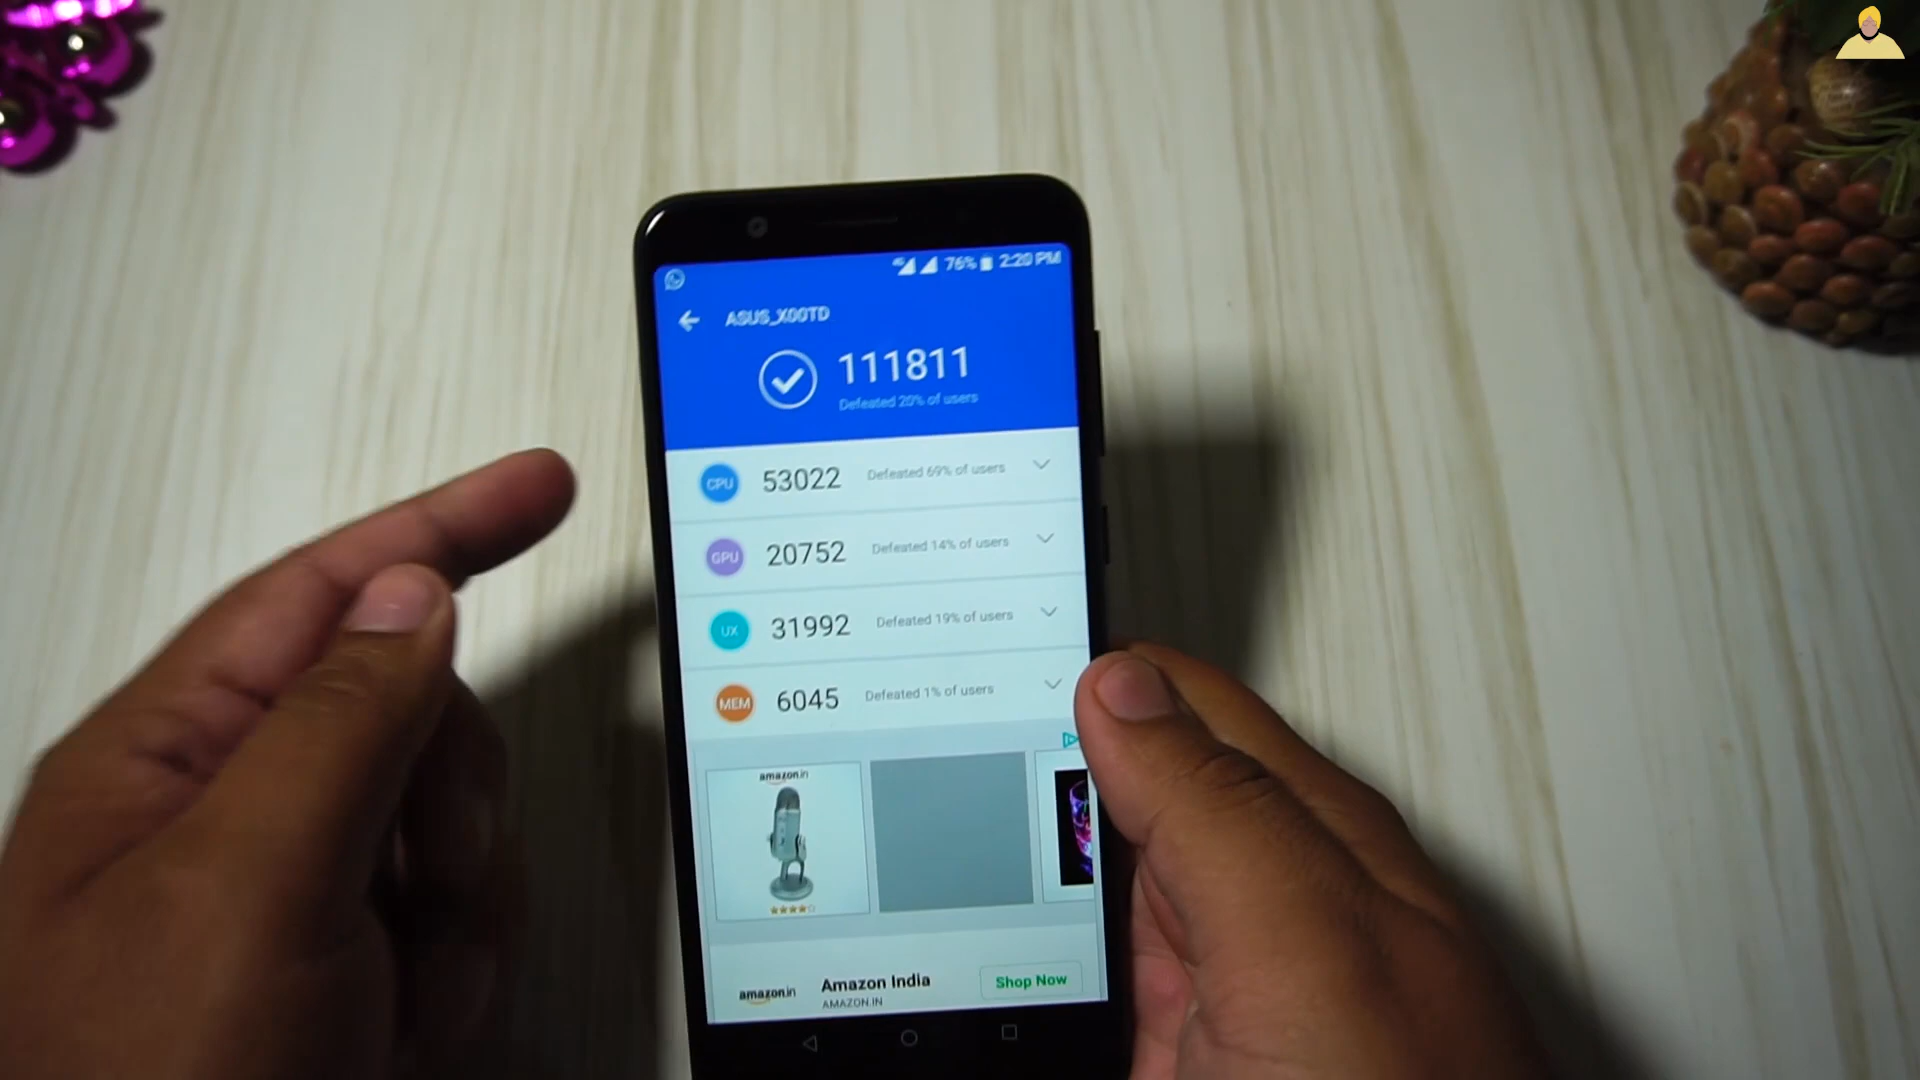 76% 2:20 PM
ASUS_X00TD
111811
Defeated 20% of users
CPU 53022 Defeated 69% of users
GPU 20752 Defeated 14% of users
UX 31992 Defeated 19% of users
MEM 6045 Defeated 1% of users
amazon.in
amazon.in Amazon India Shop Now
AMAZON.IN